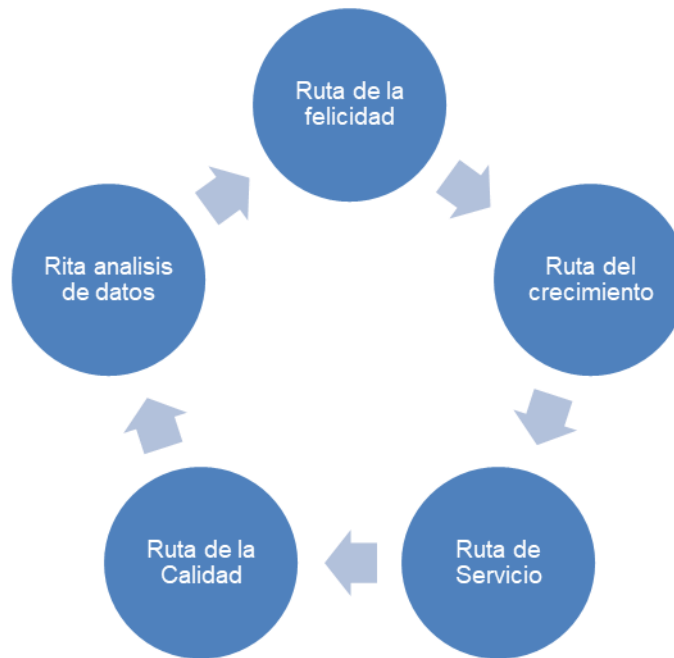 Ruta de la
felicidad
Ruta del
crecimiento
Ruta de
Servicio
Ruta de la
Calidad
Rita analisis
de datos